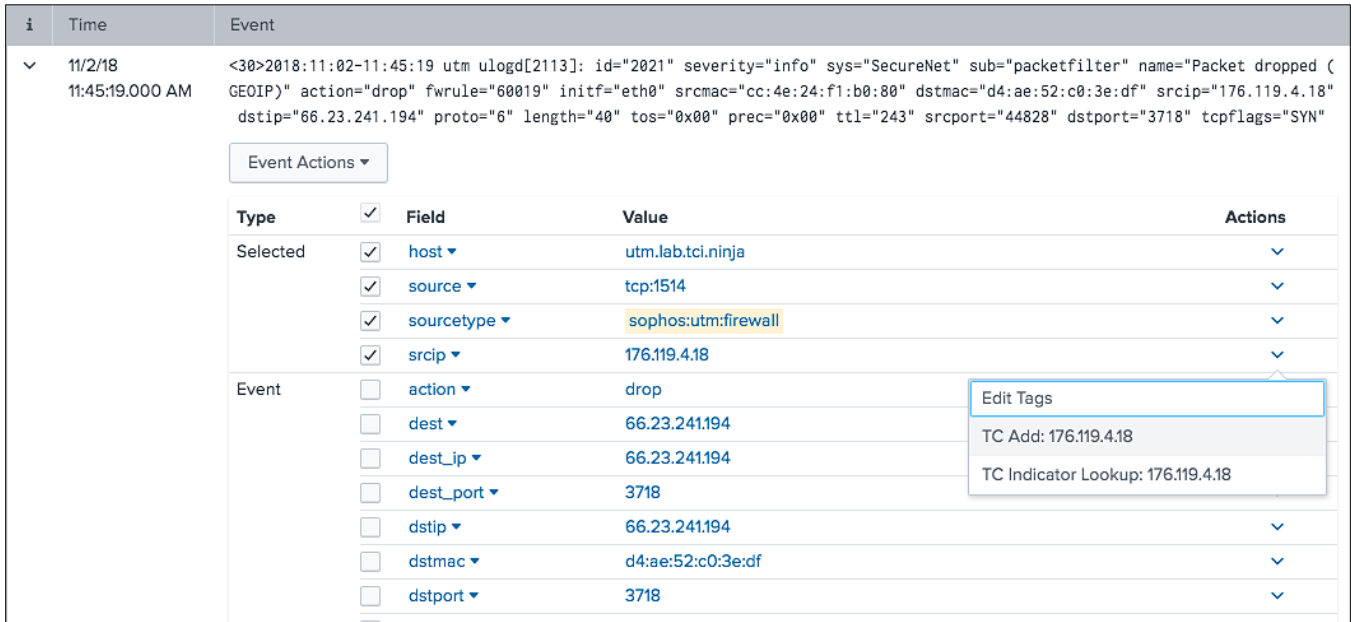 i Time Event
11/2/18 <30>2018:11:02-11:45:19 utm ulogd[2113]: id="2021" severity="info" sys="SecureNet" sub="packetfilter" name="Packet dropped (
11:45:19.000 AM GEOIP)" action="drop" fwrule="60019" initf="eth0" srcmac="cc:4e:24:f1:b0:80" dstmac="d4:ae:52:c0:3e:df" srcip="176.119.4.18"
dstip="66.23.241.194" proto="6" length="40" tos="0x00" prec="0x00" ttl="243" srcport="44828" dstport="3718" tcpflags="SYN"
Event Actions
Type Field Value Actions
Selected host utm.lab.tci.ninja
source tcp:1514
sourcetype sophos:utm:firewall
srcip 176.119.4.18
Event action drop
Edit Tags
dest 66.23.241.194
TC Add: 176.119.4.18
dest_ip 66.23.241.194
TC Indicator Lookup: 176.119.4.18
dest_port 3718
dstip 66.23.241.194
dstmac d4:ae:52:c0:3e:df
dstport 3718